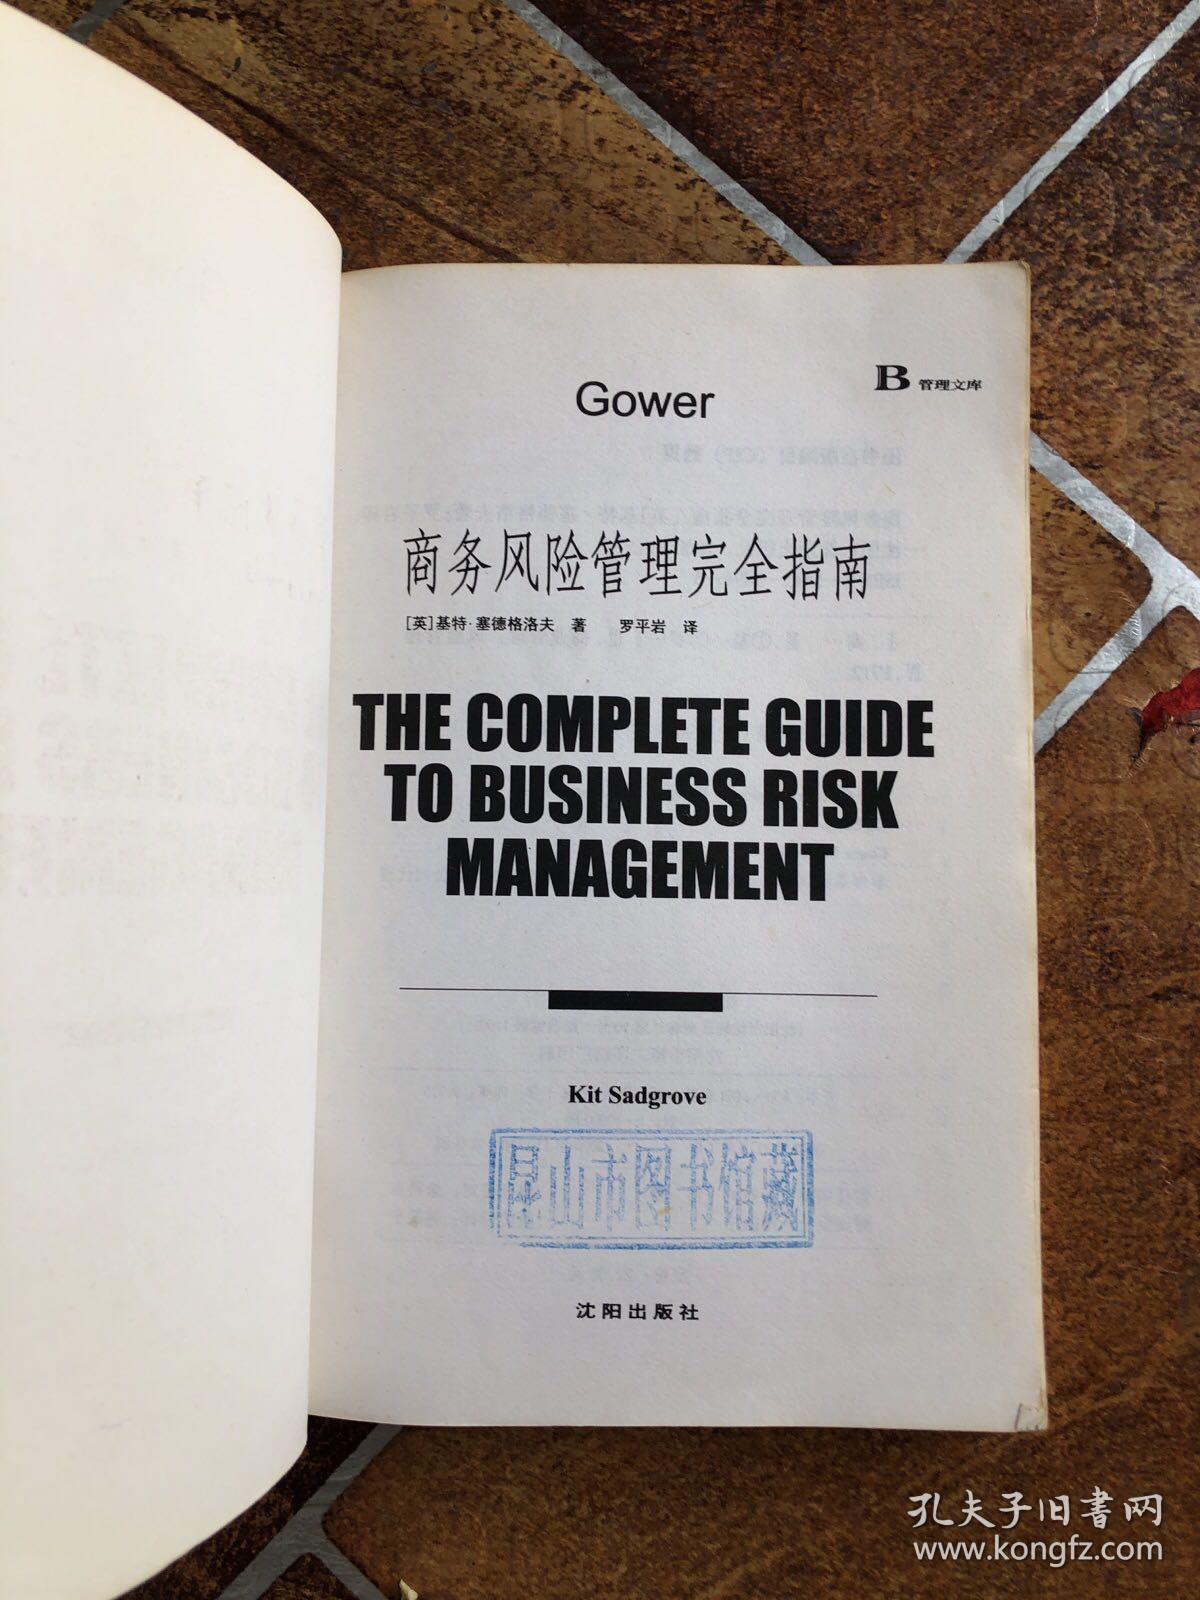 Gower
B 管理文库
商务风险管理完全指南
[英]基特·塞德格洛夫 著 罗平岩 译
THE COMPLETE GUIDE
TO BUSINESS RISK
MANAGEMENT
Kit Sadgrove
昆山市图书馆藏
沈阳出版社
孔夫子旧书网
www.kongfz.com